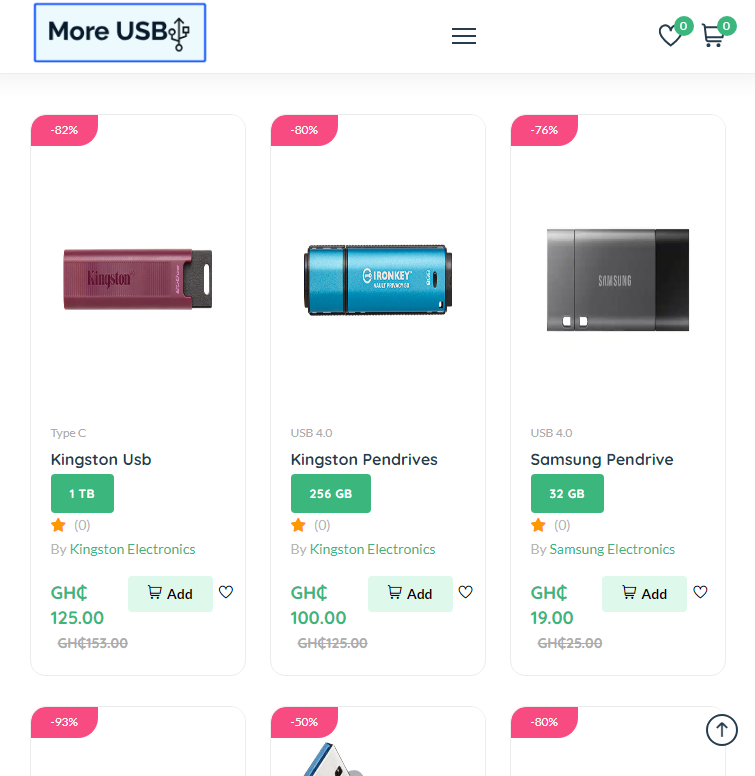 More USB
0
0
-82%
-80%
-76%
Kingston
IRONKEY
VAULT PRIVACY 50
SAMSUNG
Type C
USB 4.0
USB 4.0
Kingston Usb
Kingston Pendrives
Samsung Pendrive
1 TB
256 GB
32 GB
(0)
(0)
(0)
By Kingston Electronics
By Kingston Electronics
By Samsung Electronics
GH₵
125.00
Add
GH₵
100.00
Add
GH₵
19.00
Add
GH₵153.00
GH₵125.00
GH₵25.00
-93%
-50%
-80%